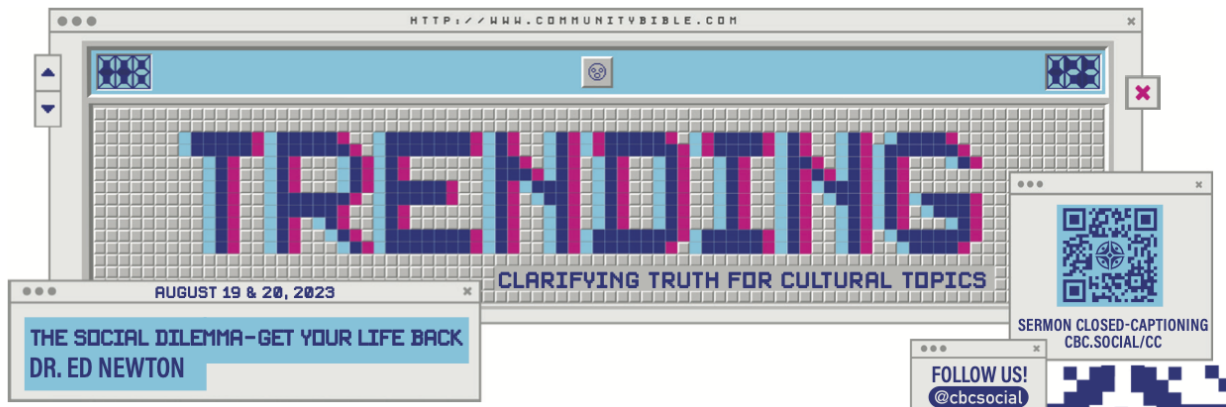 HTTP://WWW.COMMUNITYBIBLE.COM
TRENDING
CLARIFYING TRUTH FOR CULTURAL TOPICS
AUGUST 19 & 20, 2023
THE SOCIAL DILEMMA-GET YOUR LIFE BACK
DR. ED NEWTON
SERMON CLOSED-CAPTIONING
CBC.SOCIAL/CC
FOLLOW US!
@cbcsocial